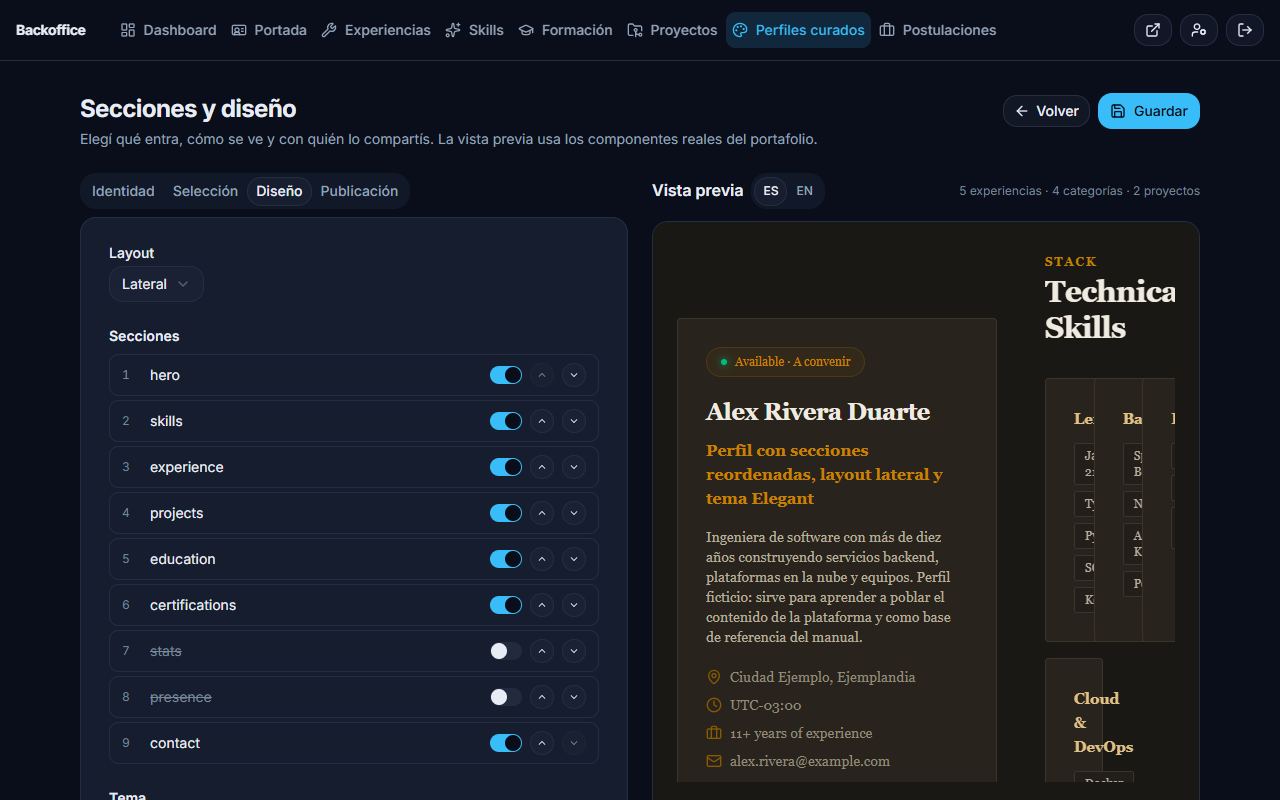 Backoffice
Dashboard
Portada
Experiencias
Skills
Formación
Proyectos
Perfiles curados
Postulaciones
Secciones y diseño
Elegí qué entra, cómo se ve y con quién lo compartís. La vista previa usa los componentes reales del portafolio.
Volver
Guardar
Identidad
Selección
Diseño
Publicación
Layout
Lateral
Secciones
1 hero
2 skills
3 experience
4 projects
5 education
6 certifications
7 stats
8 presence
9 contact
Tema
Vista previa
ES
EN
5 experiencias · 4 categorías · 2 proyectos
Available · A convenir
Alex Rivera Duarte
Perfil con secciones
reordenadas, layout lateral y
tema Elegant
Ingeniera de software con más de diez
años construyendo servicios backend,
plataformas en la nube y equipos. Perfil
ficticio: sirve para aprender a poblar el
contenido de la plataforma y como base
de referencia del manual.
Ciudad Ejemplo, Ejemplandia
UTC-03:00
11+ years of experience
alex.rivera@example.com
STACK
Technica
Skills
Cloud
&
DevOps